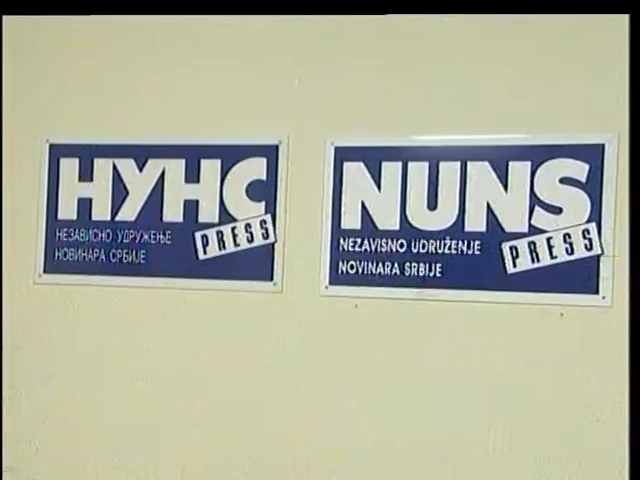 НУНС
PRESS
НЕЗАВИСНО УДРУЖЕЊЕ
НОВИНАРА СРБИЈЕ
NUNS
PRESS
NEZAVISNO UDRUŽENJE
NOVINARA SRBIJE